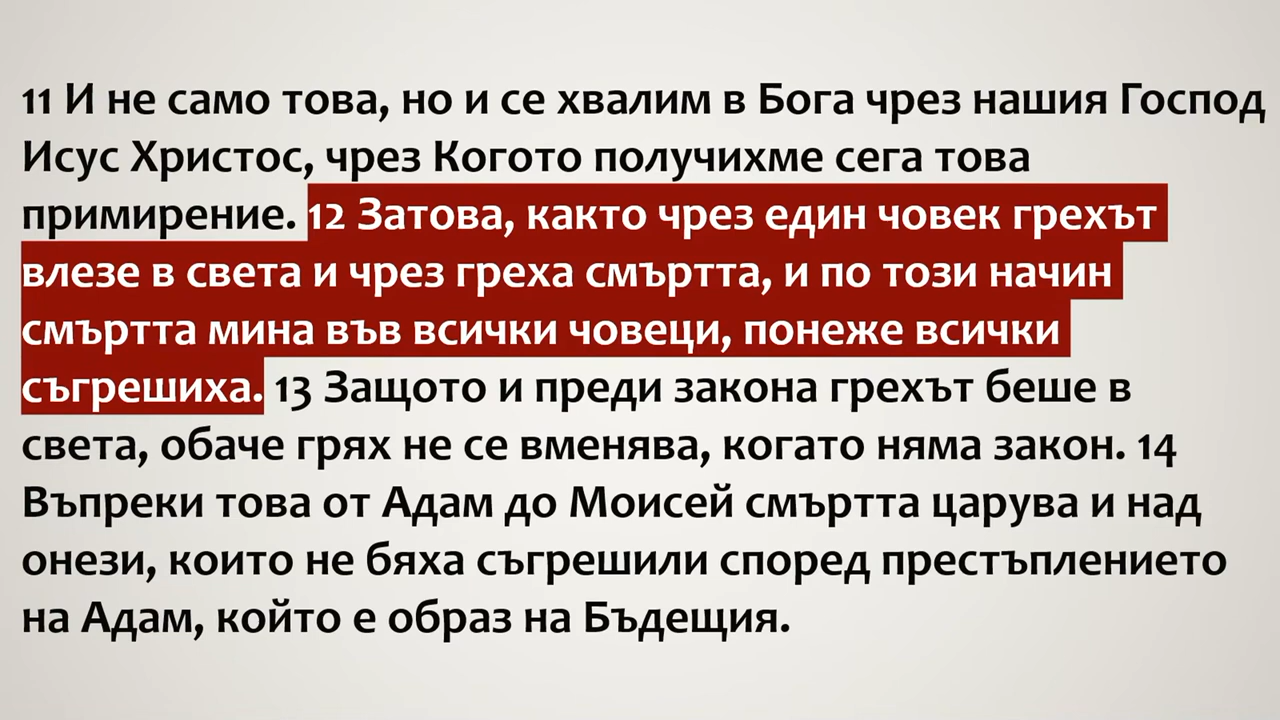 11 И не само това, но и се хвалим в Бога чрез нашия Господ
Исус Христос, чрез Когото получихме сега това
примирение. 12 Затова, както чрез един човек грехът
влезе в света и чрез греха смъртта, и по този начин
смъртта мина във всички човеци, понеже всички
съгрешиха. 13 Защото и преди закона грехът беше в
света, обаче грях не се вменява, когато няма закон. 14
Въпреки това от Адам до Моисей смъртта царува и над
онези, които не бяха съгрешили според престъплението
на Адам, който е образ на Бъдещия.